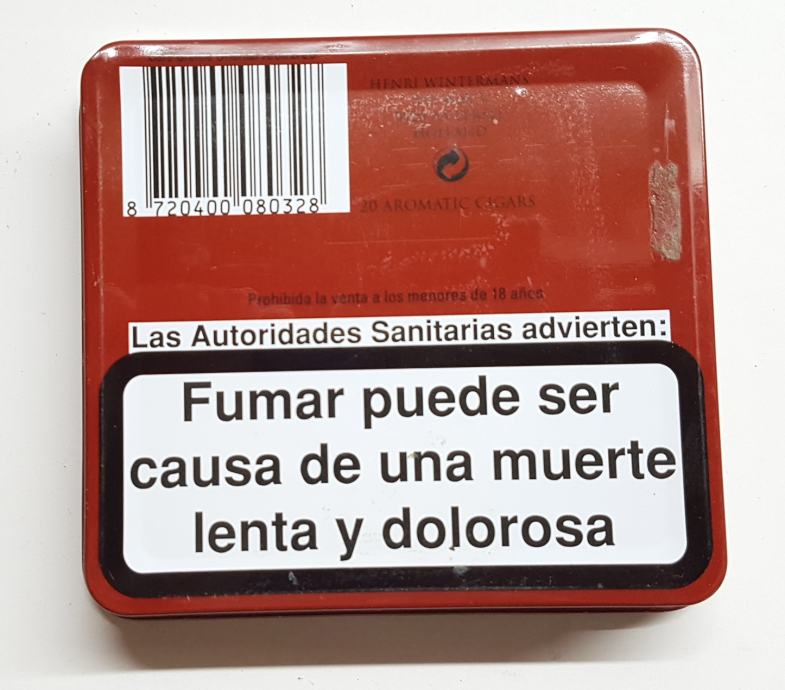 8 720400 080328
HENRI WINTERMANS
HOLLAND
20 AROMATIC CIGARS
Prohibida la venta a los menores de 18 años
Las Autoridades Sanitarias advierten:
Fumar puede ser
causa de una muerte
lenta y dolorosa